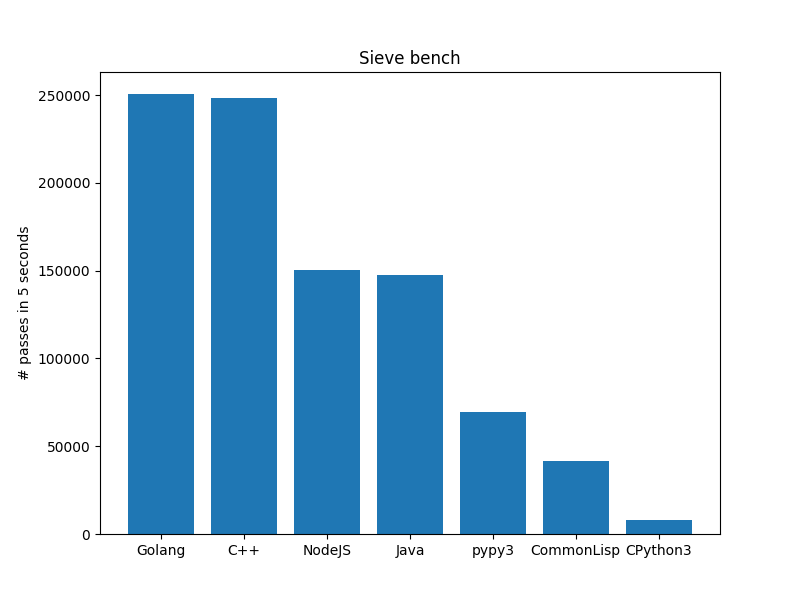 Sieve bench
# passes in 5 seconds
250000
200000
150000
100000
50000
0
Golang C++ NodeJS Java pypy3 CommonLisp CPython3